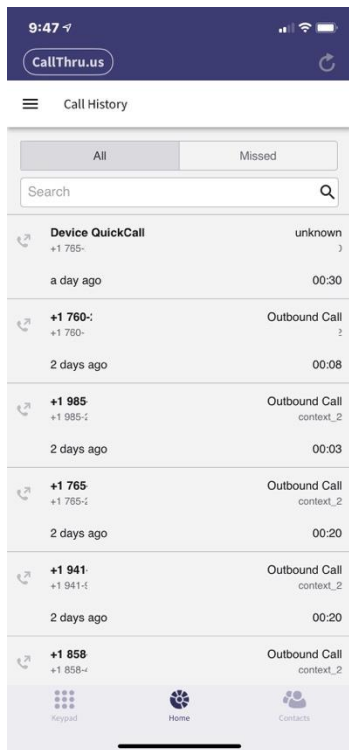 9:47
CallThru.us
Call History
All Missed
Search
Device QuickCall unknown
+1 765-
a day ago 00:30
+1 760- Outbound Call
+1 760-
2 days ago 00:08
+1 985 Outbound Call
+1 985-2 context_2
2 days ago 00:03
+1 765 Outbound Call
+1 765-2 context_2
2 days ago 00:20
+1 941 Outbound Call
+1 941- context_2
2 days ago 00:20
+1 858 Outbound Call
+1 858- context_2
Keypad Home Contacts